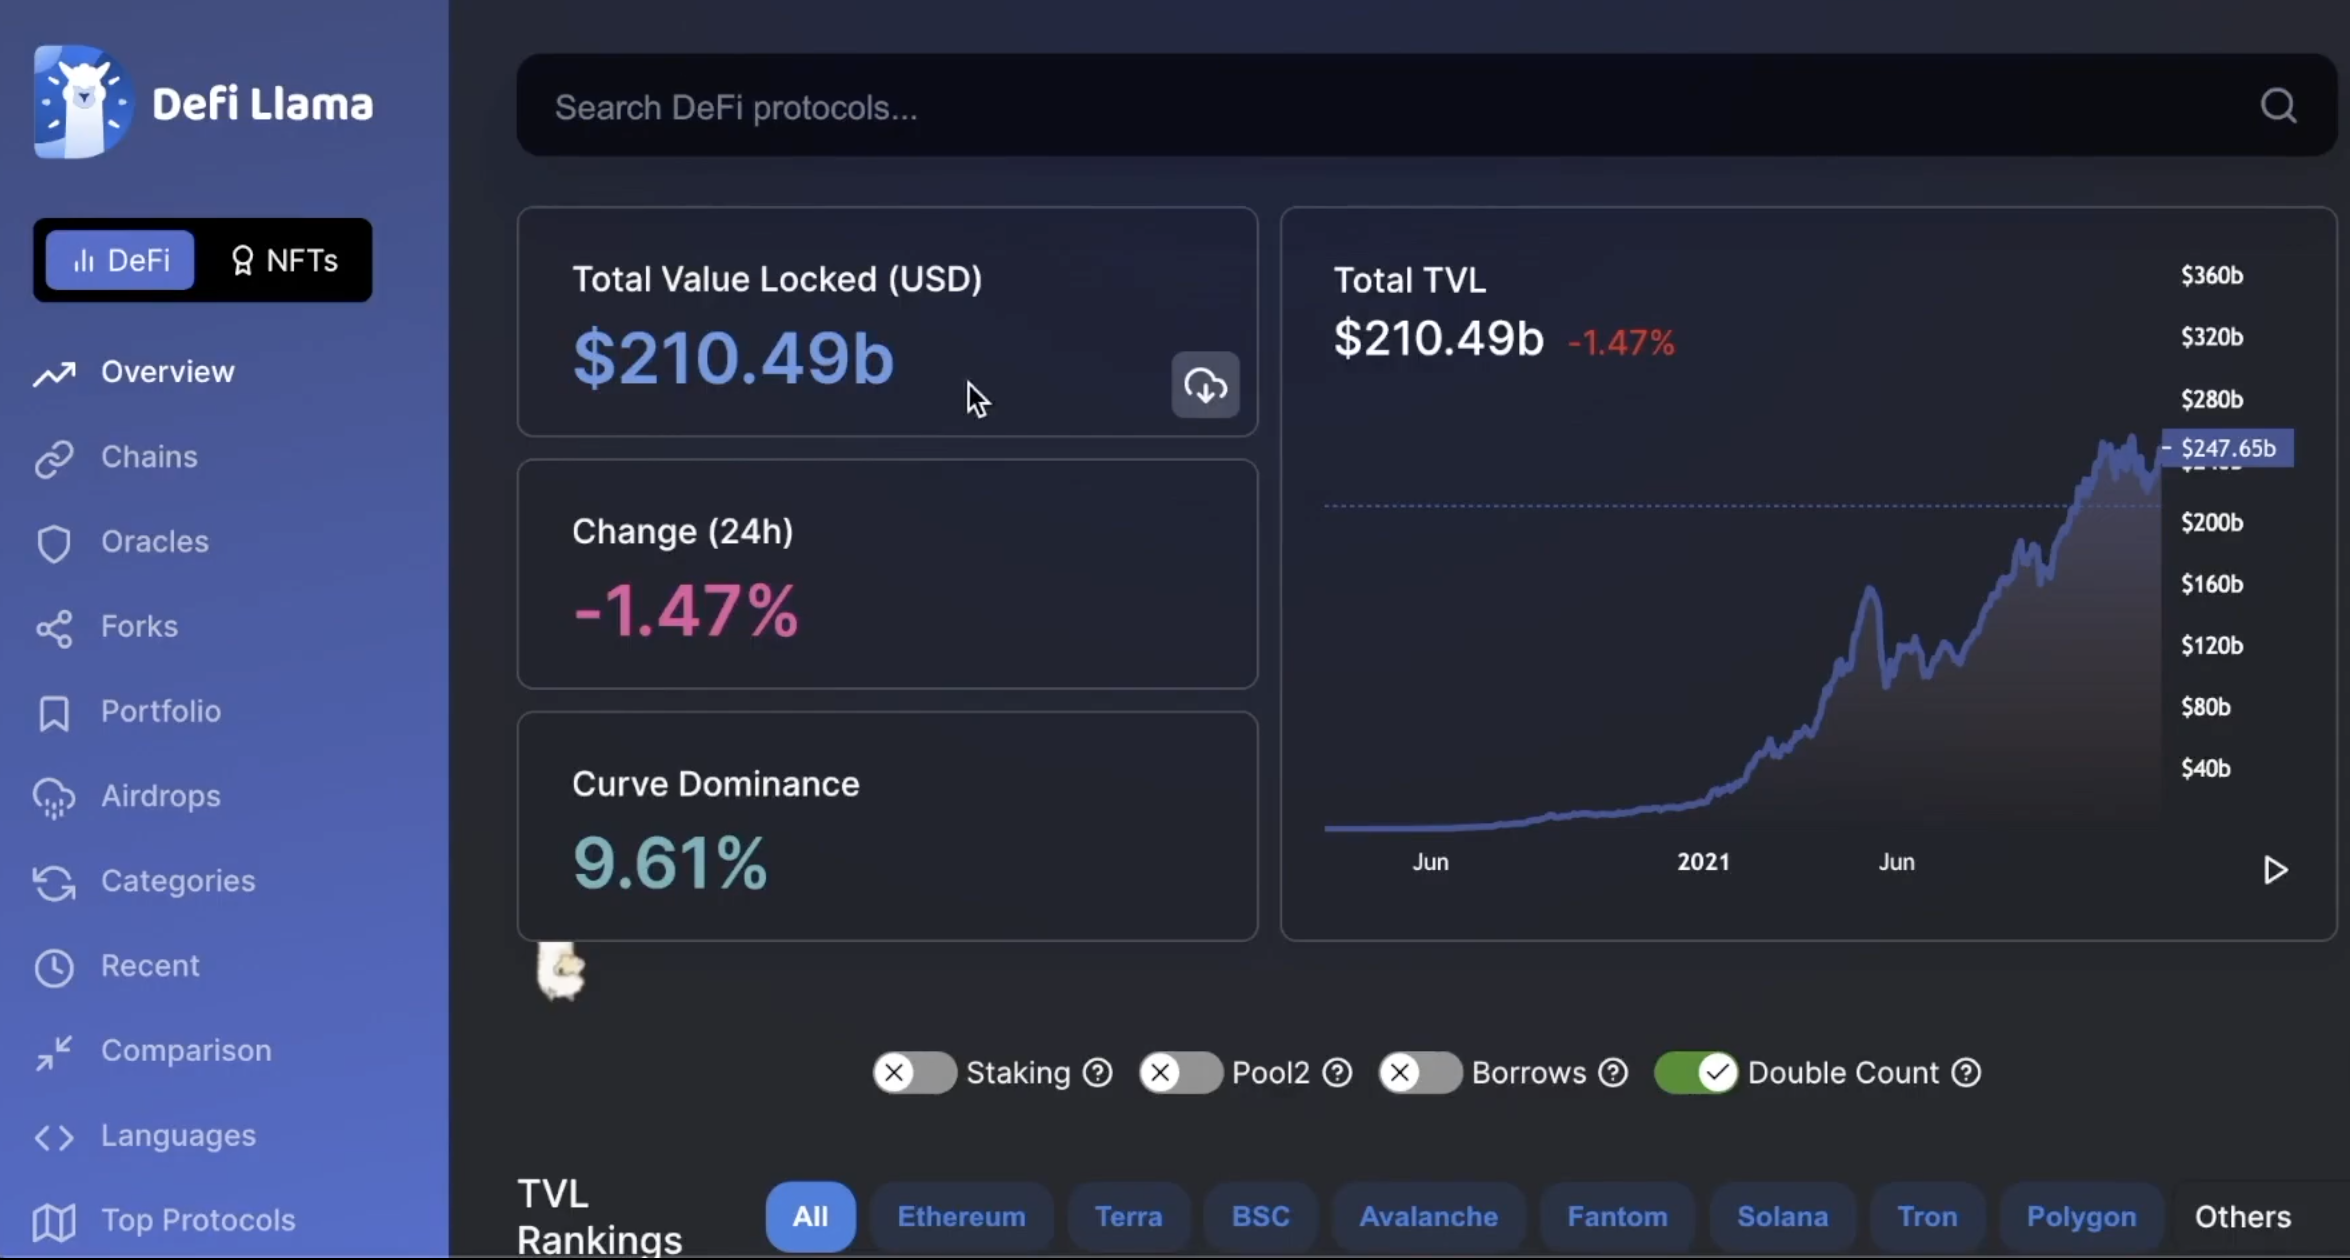 Defi Llama
DeFi
NFTs
Overview
Chains
Oracles
Forks
Portfolio
Airdrops
Categories
Recent
Comparison
Languages
Top Protocols
Search DeFi protocols...
Total Value Locked (USD)
$210.49b
Change (24h)
-1.47%
Curve Dominance
9.61%
Total TVL
$210.49b -1.47%
$360b
$320b
$280b
$247.65b
$200b
$160b
$120b
$80b
$40b
Jun 2021 Jun
Staking Pool2 Borrows Double Count
TVL
Rankings
All Ethereum Terra BSC Avalanche Fantom Solana Tron Polygon Others